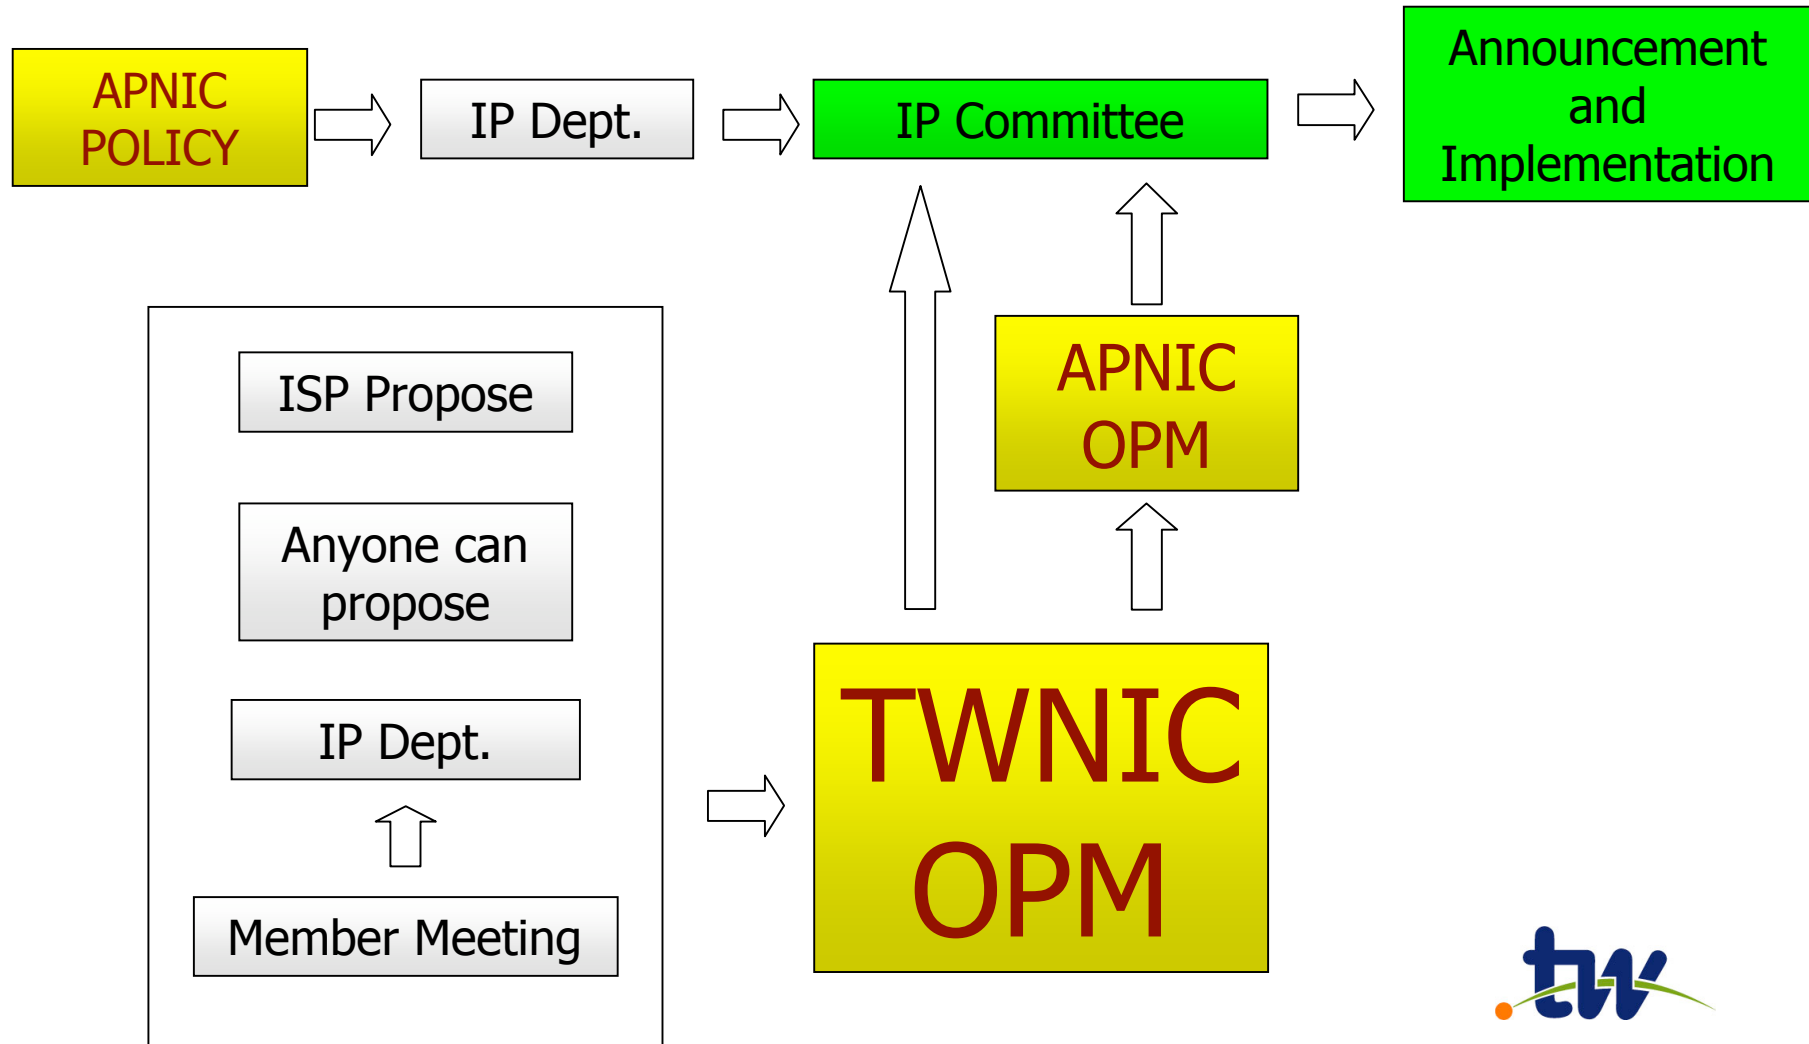 APNIC
POLICY
IP Dept.
IP Committee
Announcement
and
Implementation
ISP Propose
Anyone can
propose
IP Dept.
Member Meeting
APNIC
OPM
TWNIC
OPM
.tw